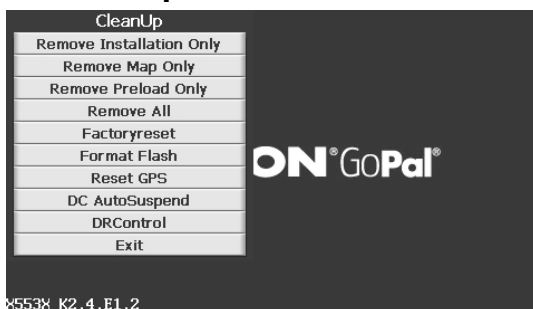 CleanUp
Remove Installation Only
Remove Map Only
Remove Preload Only
Remove All
Factoryreset
Format Flash
Reset GPS
DC AutoSuspend
DRControl
Exit
ON® GoPal®
X553X K2.4.E1.2